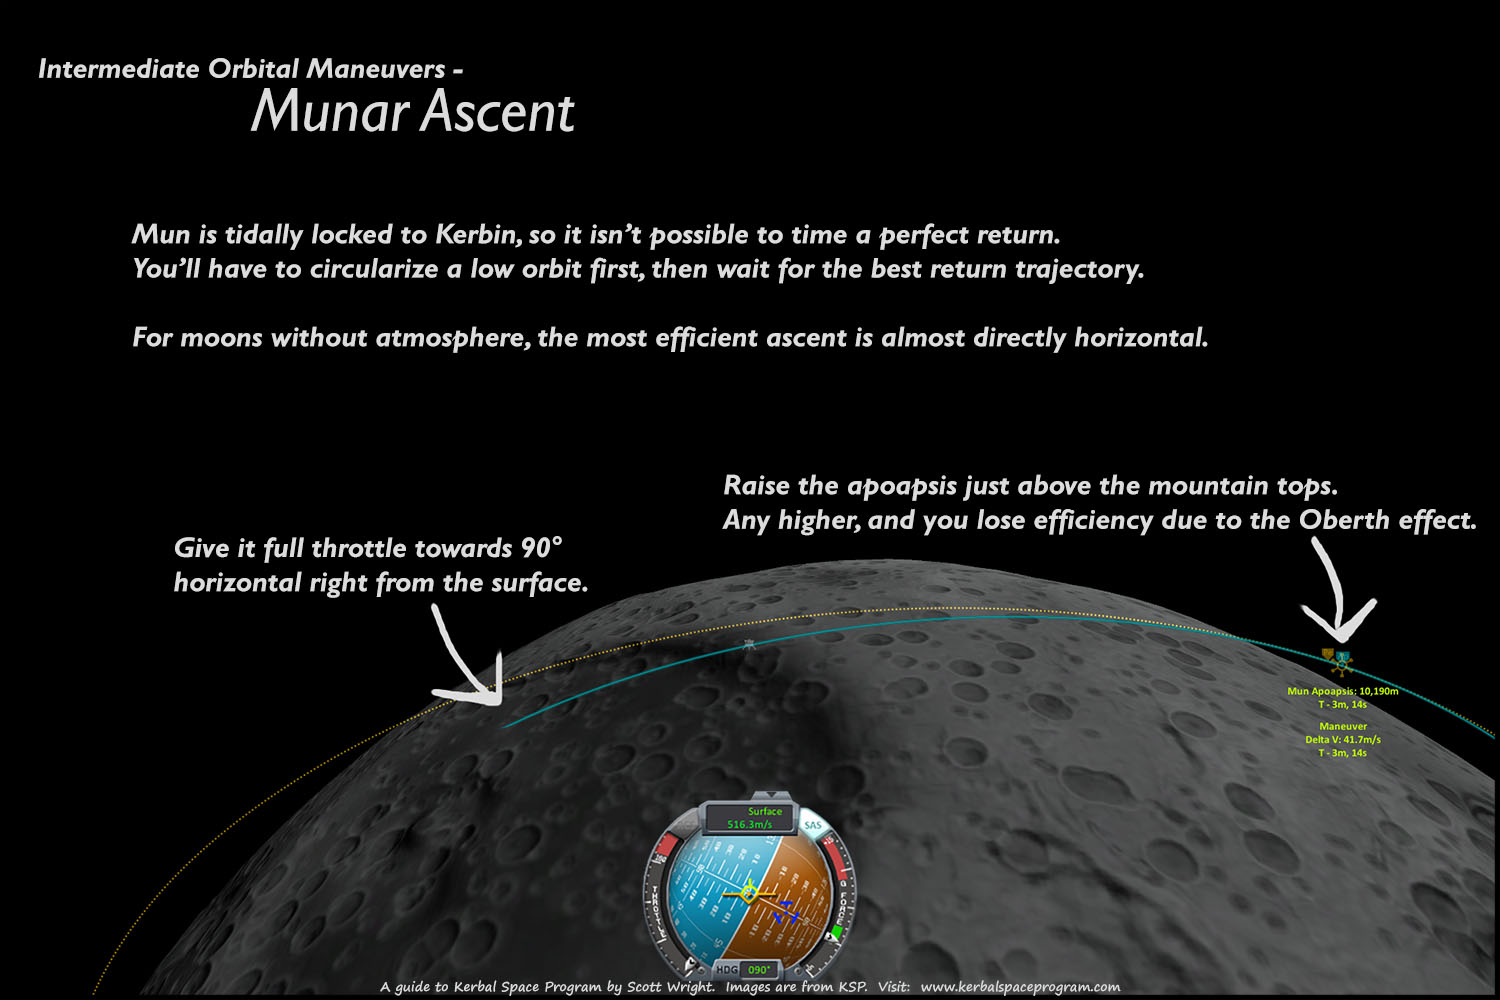 Intermediate Orbital Maneuvers -
Munar Ascent
Mun is tidally locked to Kerbin, so it isn't possible to time a perfect return.
You'll have to circularize a low orbit first, then wait for the best return trajectory.
For moons without atmosphere, the most efficient ascent is almost directly horizontal.
Raise the apoapsis just above the mountain tops.
Any higher, and you lose efficiency due to the Oberth effect.
Give it full throttle towards 90°
horizontal right from the surface.
Mun Apoapsis: 10,190m
T - 3m, 14s
Maneuver
Delta V: 41.7m/s
T - 3m, 14s
Surface
516.3m/s
SAS
THROTTLE
G FORCE
HDG 090°
A guide to Kerbal Space Program by Scott Wright. Images are from KSP. Visit: www.kerbalspaceprogram.com